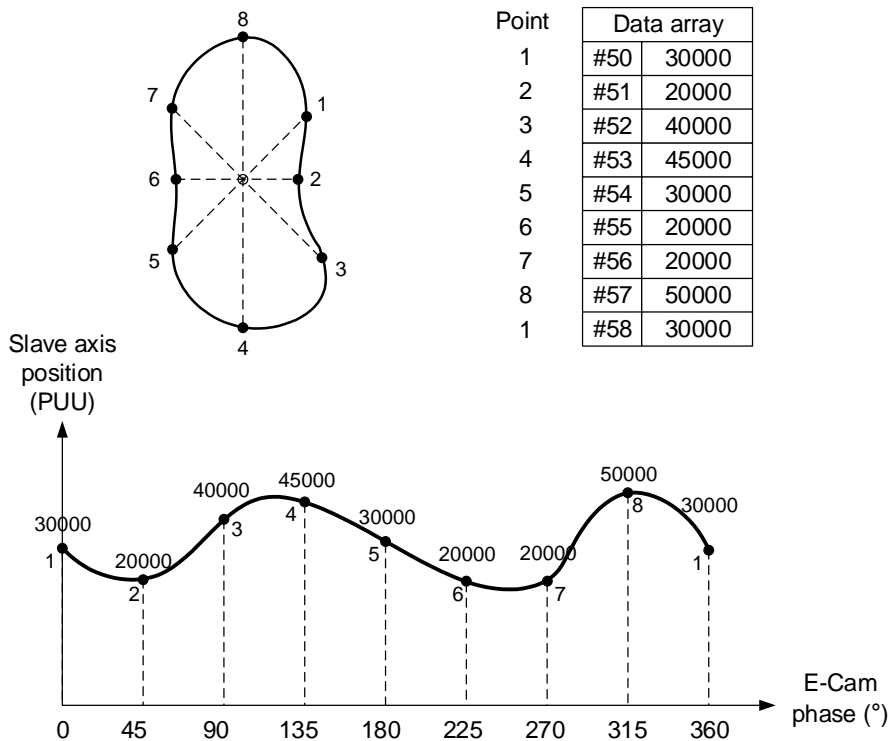 8
7
1
6
2
5
3
4
Point Data array
1 #50 30000
2 #51 20000
3 #52 40000
4 #53 45000
5 #54 30000
6 #55 20000
7 #56 20000
8 #57 50000
1 #58 30000
Slave axis
position
(PUU)
30000
20000
40000
45000
30000
20000
20000
50000
30000
1
2
3
4
5
6
7
8
1
0 45 90 135 180 225 270 315 360
E-Cam
phase (°)